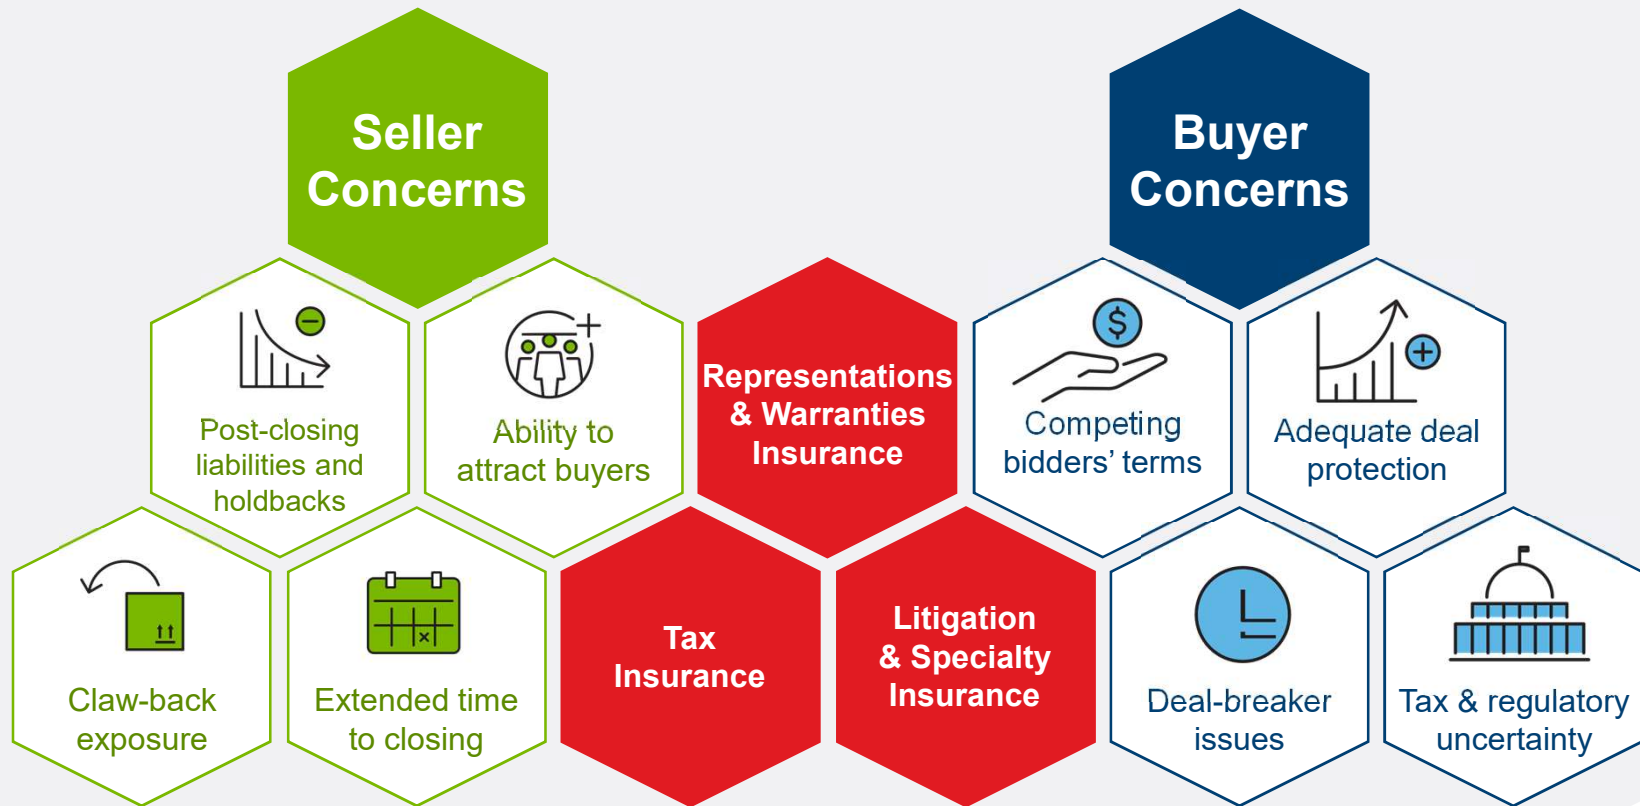 Seller
Concerns
Buyer
Concerns
Post-closing
liabilities and
holdbacks
Ability to
attract buyers
Representations
& Warranties
Insurance
$
Competing
bidders’ terms
Adequate deal
protection
Claw-back
exposure
Extended time
to closing
Tax
Insurance
Litigation
& Specialty
Insurance
Deal-breaker
issues
Tax & regulatory
uncertainty